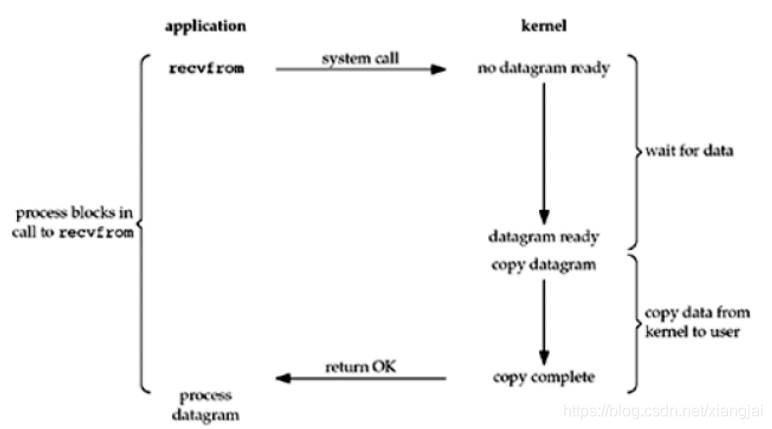 application
kernel
recvfrom
system call
no datagram ready
wait for data
process blocks in
call to recvfrom
datagram ready
copy datagram
copy data from
kernel to user
return OK
copy complete
process
datagram
https://blog.csdn.net/xiangjai